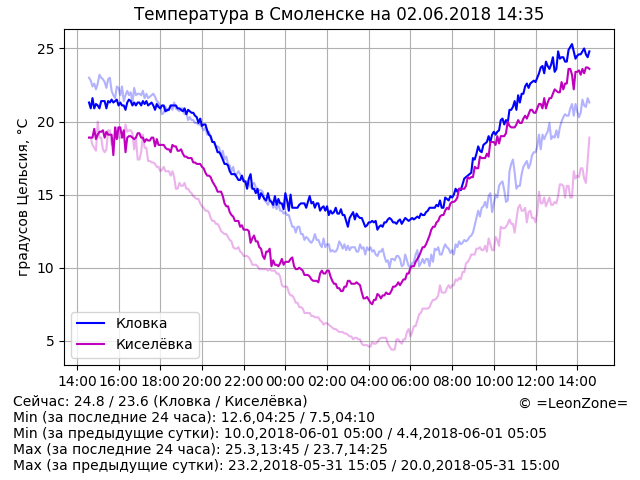 Температура в Смоленске на 02.06.2018 14:35
градусов Цельсия, °C
25
20
15
10
5
Кловка
Киселёвка
14:00 16:00 18:00 20:00 22:00 00:00 02:00 04:00 06:00 08:00 10:00 12:00 14:00
Сейчас: 24.8 / 23.6 (Кловка / Киселёвка)
© =LeonZone=
Min (за последние 24 часа): 12.6,04:25 / 7.5,04:10
Min (за предыдущие сутки): 10.0,2018-06-01 05:00 / 4.4,2018-06-01 05:05
Max (за последние 24 часа): 25.3,13:45 / 23.7,14:25
Max (за предыдущие сутки): 23.2,2018-05-31 15:05 / 20.0,2018-05-31 15:00